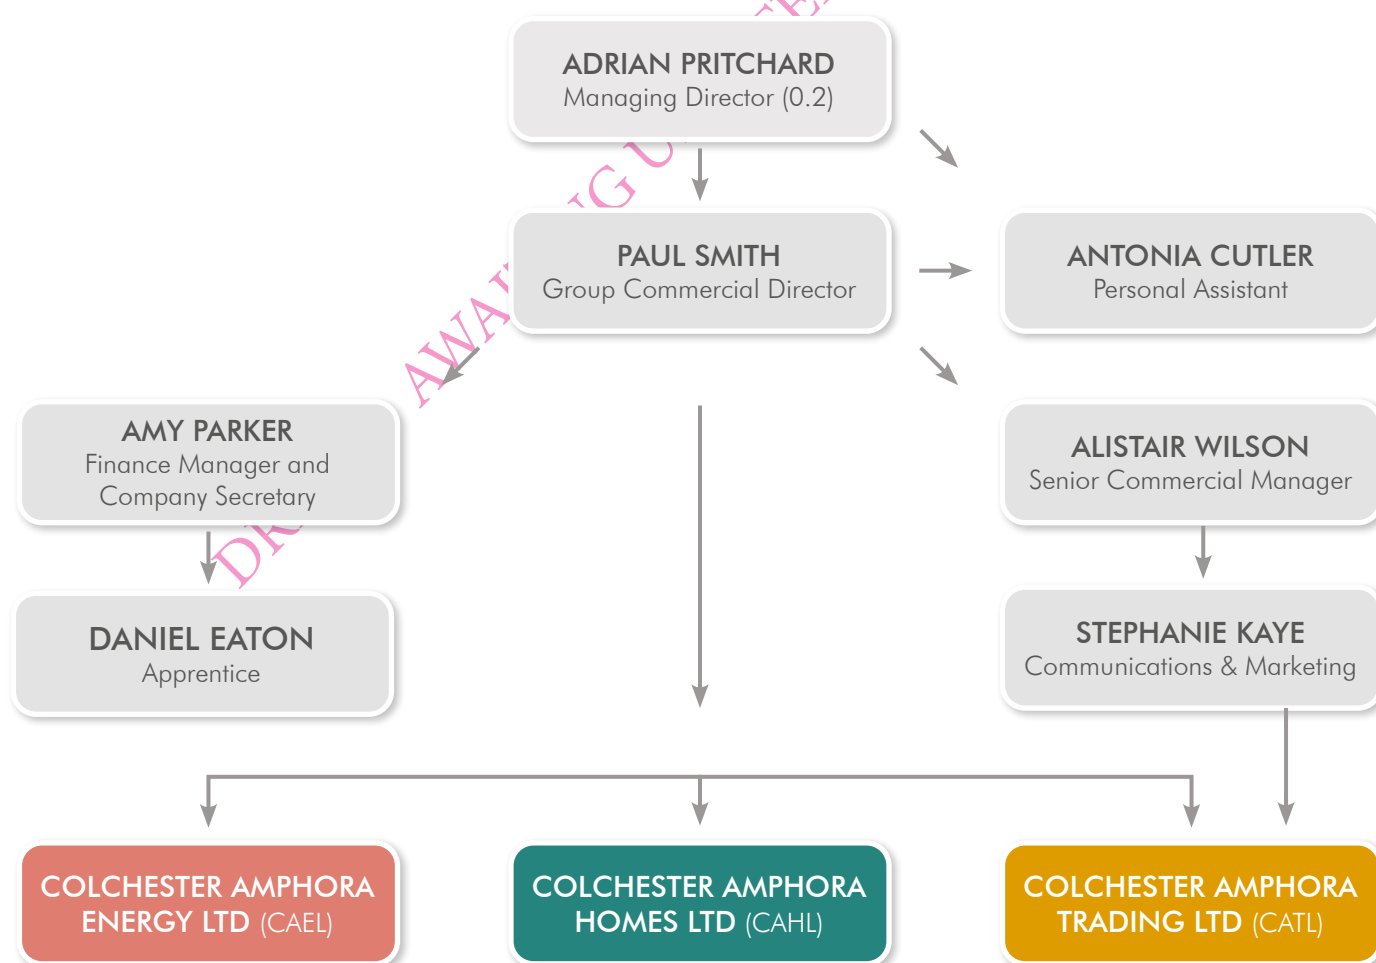 ADRIAN PRITCHARD
Managing Director (0.2)
PAUL SMITH
Group Commercial Director
ANTONIA CUTLER
Personal Assistant
AMY PARKER
Finance Manager and
Company Secretary
ALISTAIR WILSON
Senior Commercial Manager
DANIEL EATON
Apprentice
STEPHANIE KAYE
Communications & Marketing
COLCHESTER AMPHORA
ENERGY LTD (CAEL)
COLCHESTER AMPHORA
HOMES LTD (CAHL)
COLCHESTER AMPHORA
TRADING LTD (CATL)